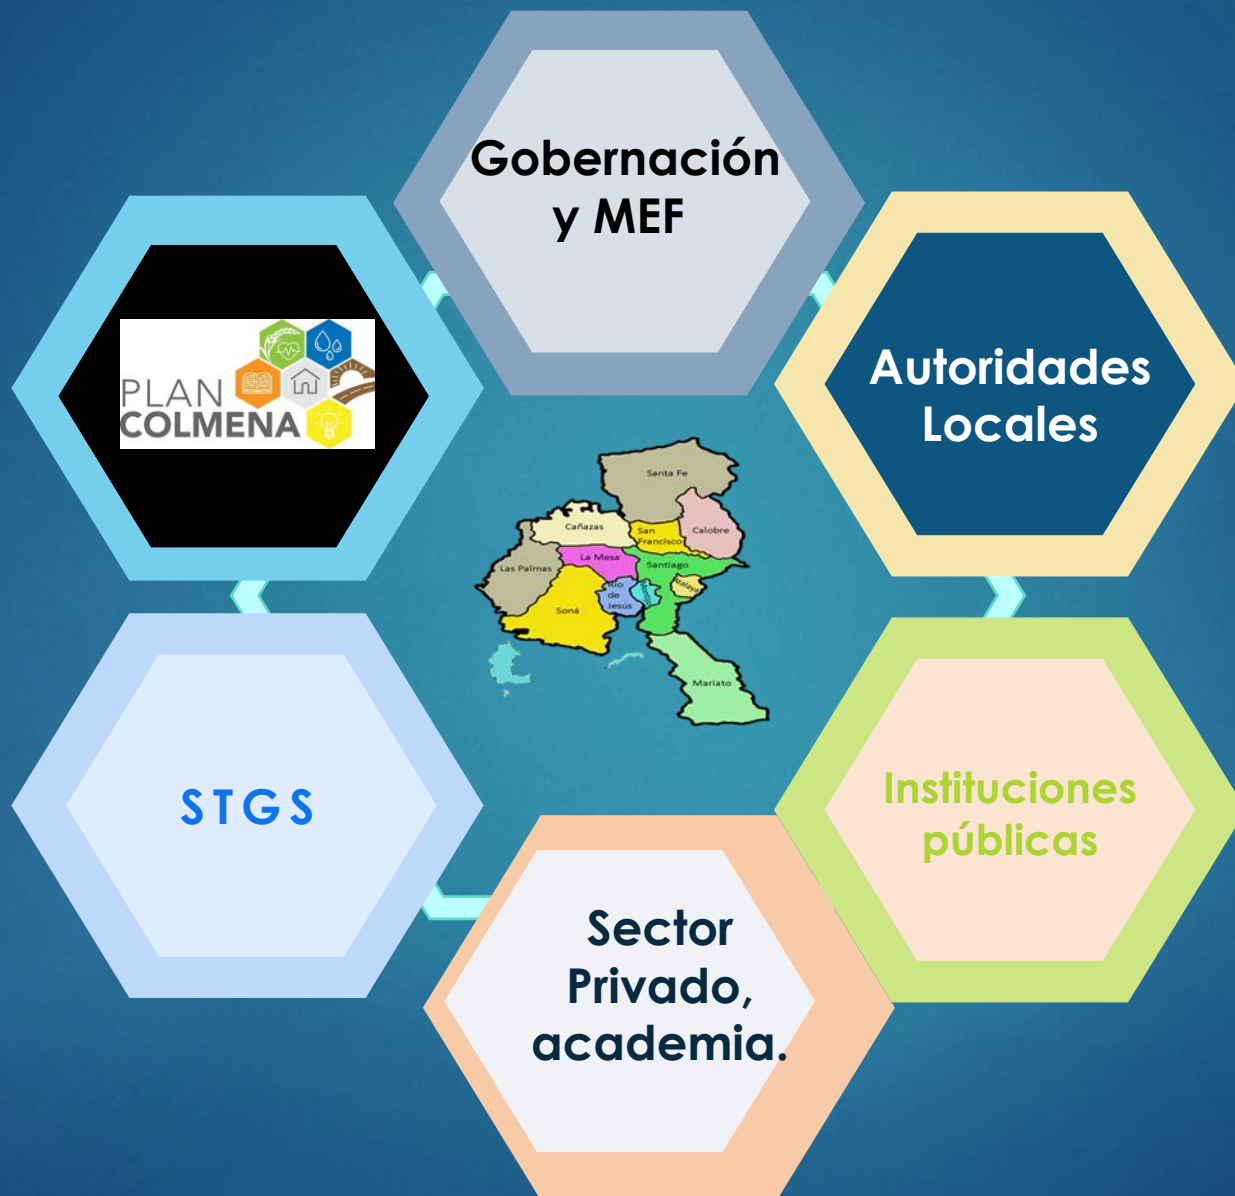 Gobernación
y MEF
PLAN
COLMENA
Autoridades
Locales
Santa Fe
Cañazas
San
Francisco
Calobre
La Mesa
Las Palmas
Santiago
Atalaya
Río
de
Jesús
Soná
Mariato
STGS
Instituciones
públicas
Sector
Privado,
academia.